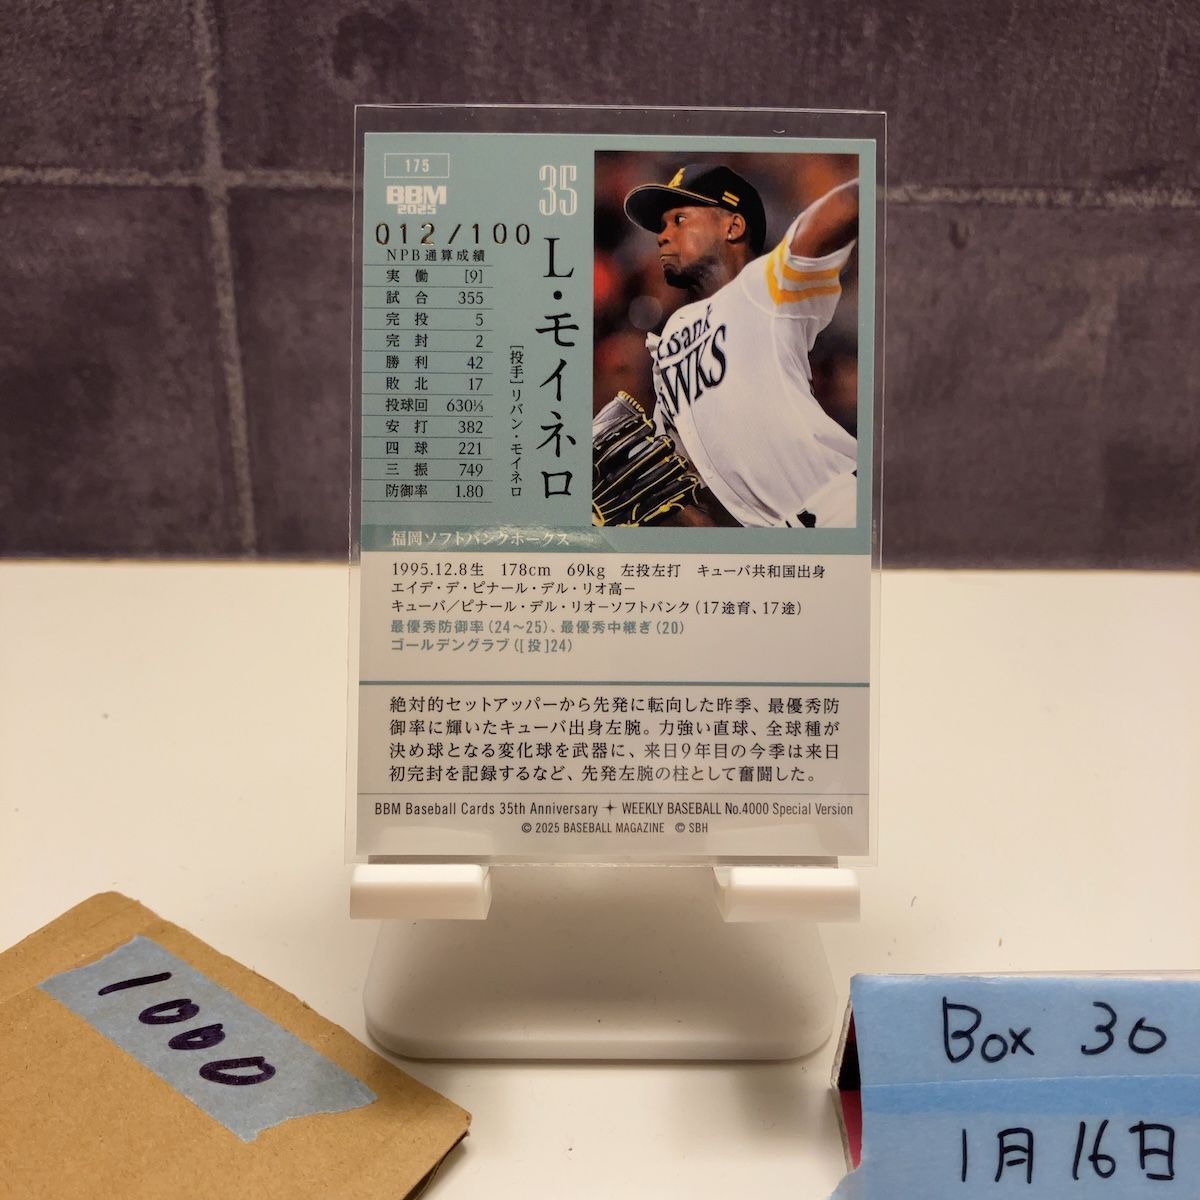 175
BBM
2025
012/100
35
L・モイネロ
[投手]リバン・モイネロ
NPB通算成績
実働 [9]
試合 355
完投 5
完封 2
勝利 42
敗北 17
投球回 630⅓
安打 382
四球 221
三振 749
防御率 1.80
福岡ソフトバンクホークス
1995.12.8生 178cm 69kg 左投左打 キューバ共和国出身
エイデ・デ・ピナール・デル・リオ高ー
キューバ/ピナール・デル・リオーソフトバンク(17途育、17途)
最優秀防御率(24〜25)、最優秀中継ぎ(20)
ゴールデングラブ([投]24)
絶対的セットアッパーから先発に転向した昨季、最優秀防
御率に輝いたキューバ出身左腕。力強い直球、全球種が
決め球となる変化球を武器に、来日9年目の今季は来日
初完封を記録するなど、先発左腕の柱として奮闘した。
BBM Baseball Cards 35th Anniversary ✦ WEEKLY BASEBALL No.4000 Special Version
© 2025 BASEBALL MAGAZINE © SBH
1000
Box 30
1月16日